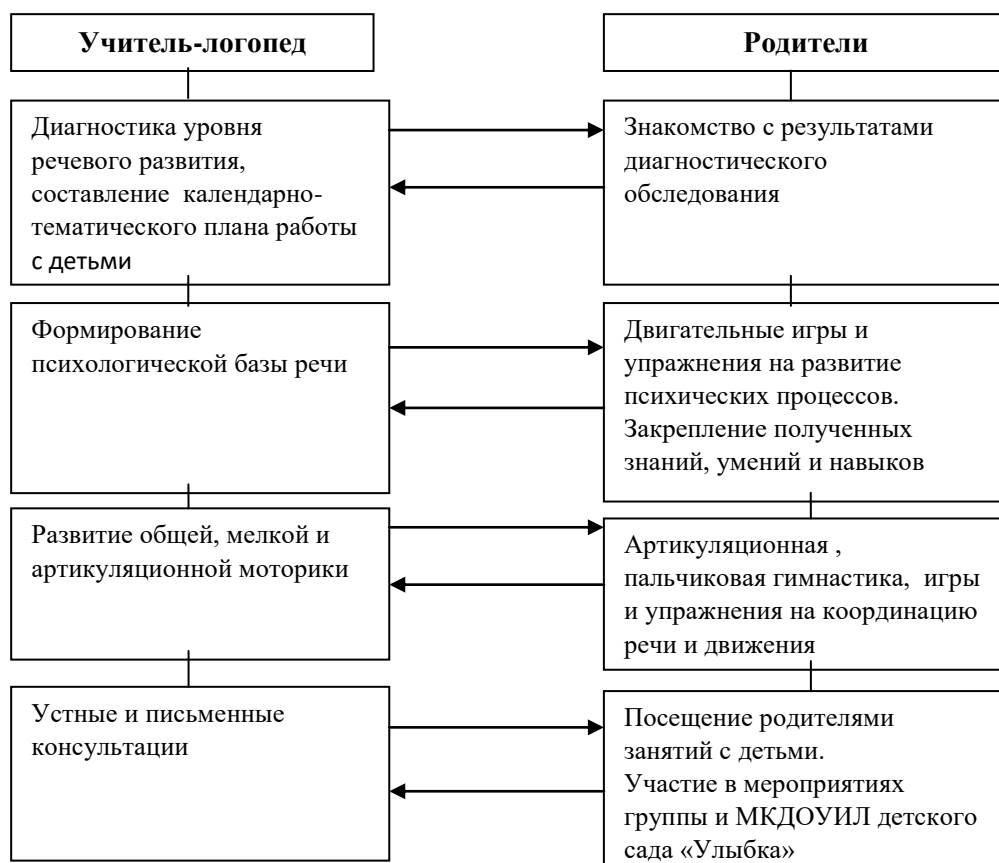 Учитель-логопед
Родители
Диагностика уровня
речевого развития,
составление календарно-
тематического плана работы
с детьми
Знакомство с результатами
диагностического
обследования
Формирование
психологической базы речи
Двигательные игры и
упражнения на развитие
психических процессов.
Закрепление полученных
знаний, умений и навыков
Развитие общей, мелкой и
артикуляционной моторики
Артикуляционная ,
пальчиковая гимнастика, игры
и упражнения на координацию
речи и движения
Устные и письменные
консультации
Посещение родителями
занятий с детьми.
Участие в мероприятиях
группы и МКДОУИЛ детского
сада «Улыбка»